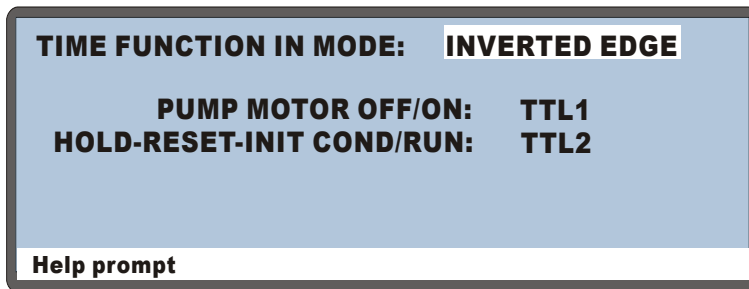 TIME FUNCTION IN MODE: INVERTED EDGE
PUMP MOTOR OFF/ON: TTL1
HOLD-RESET-INIT COND/RUN: TTL2
Help prompt